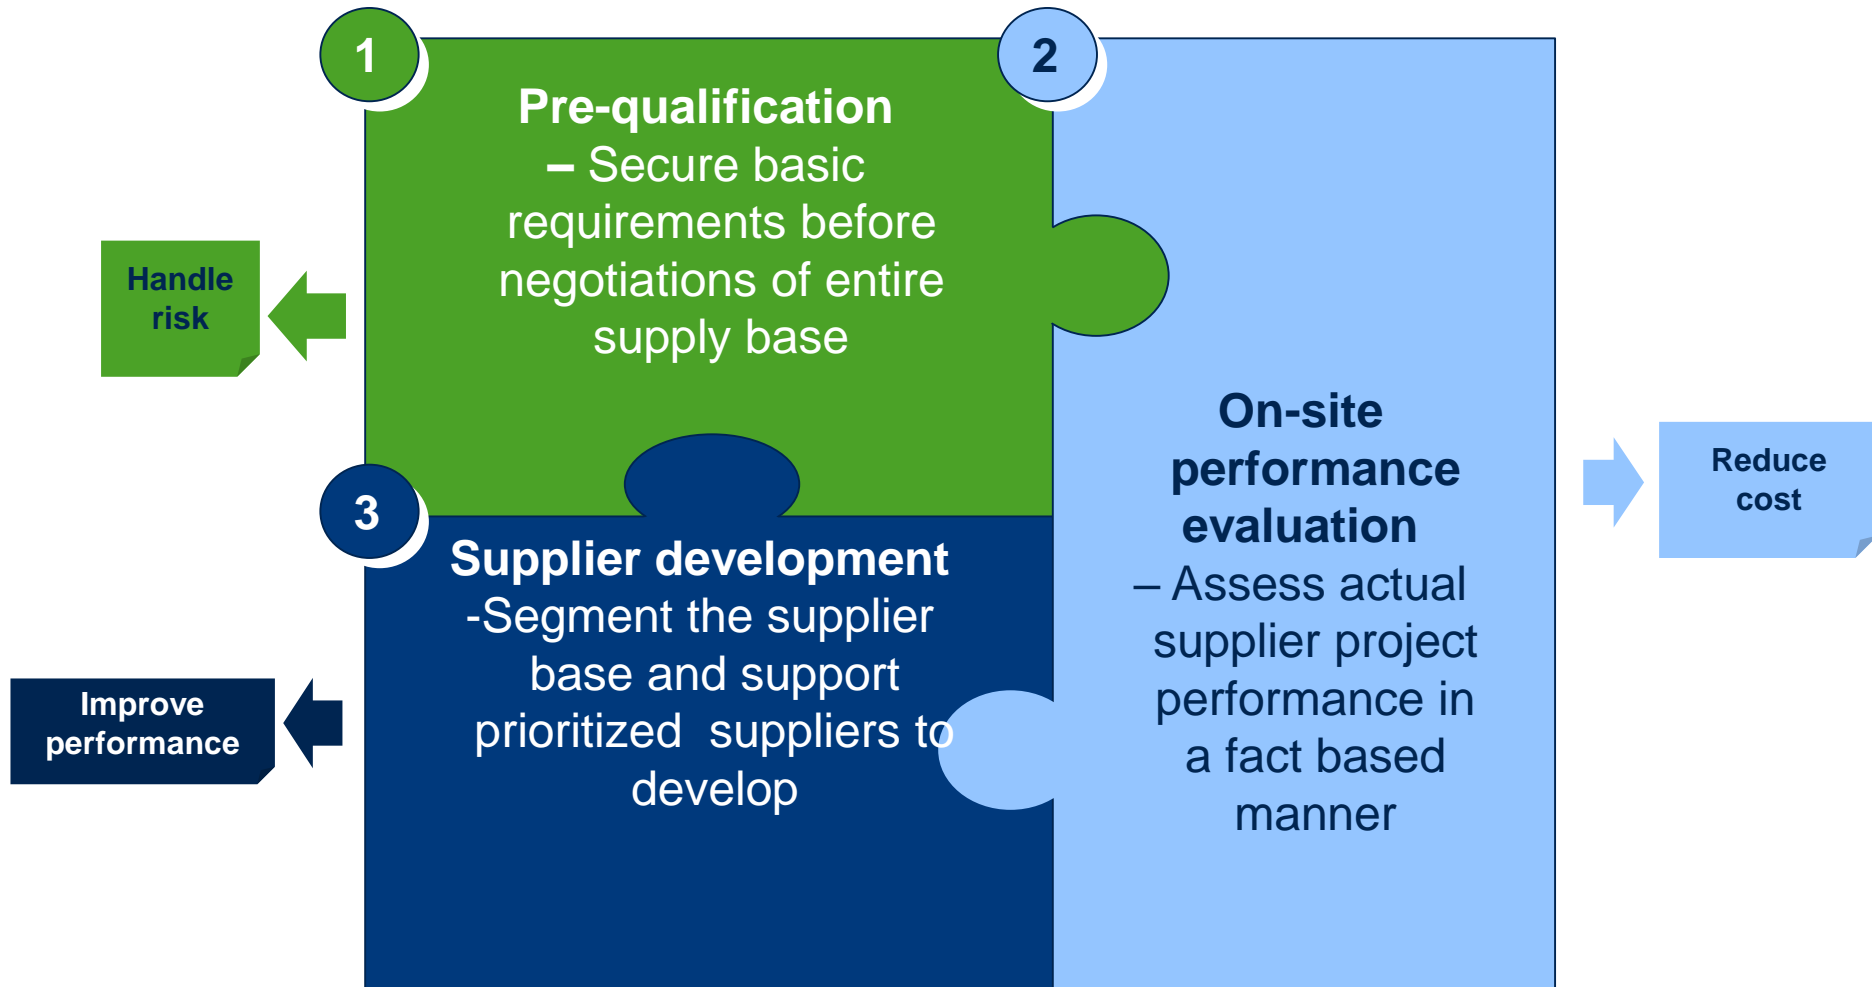 1
Pre-qualification
– Secure basic
requirements before
negotiations of entire
supply base
Handle
risk
2
On-site
performance
evaluation
– Assess actual
supplier project
performance in
a fact based
manner
Reduce
cost
3
Supplier development
-Segment the supplier
base and support
prioritized  suppliers to
develop
Improve
performance